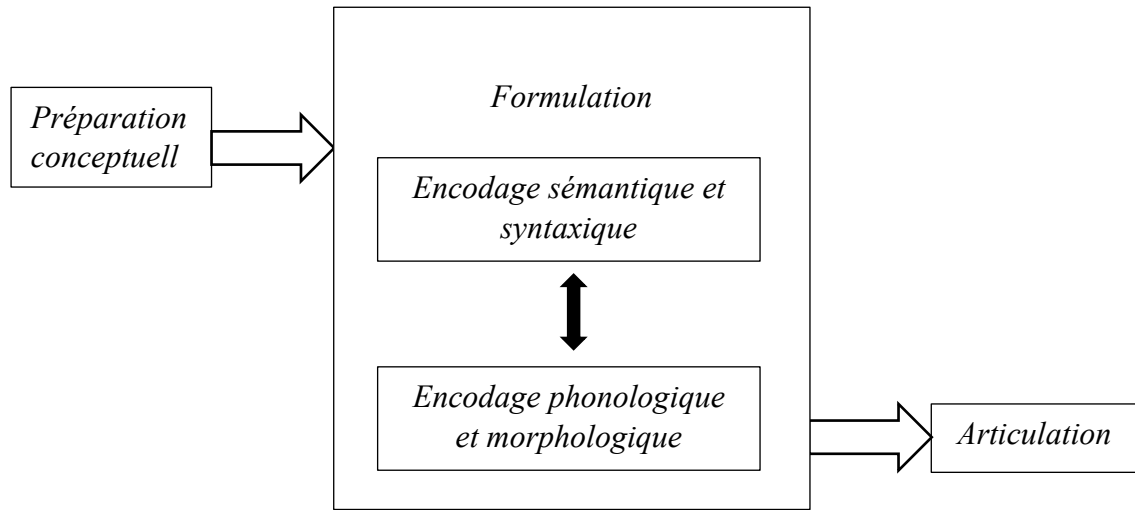 Préparation
conceptuell
Formulation
Encodage sémantique et
syntaxique
Encodage phonologique
et morphologique
Articulation